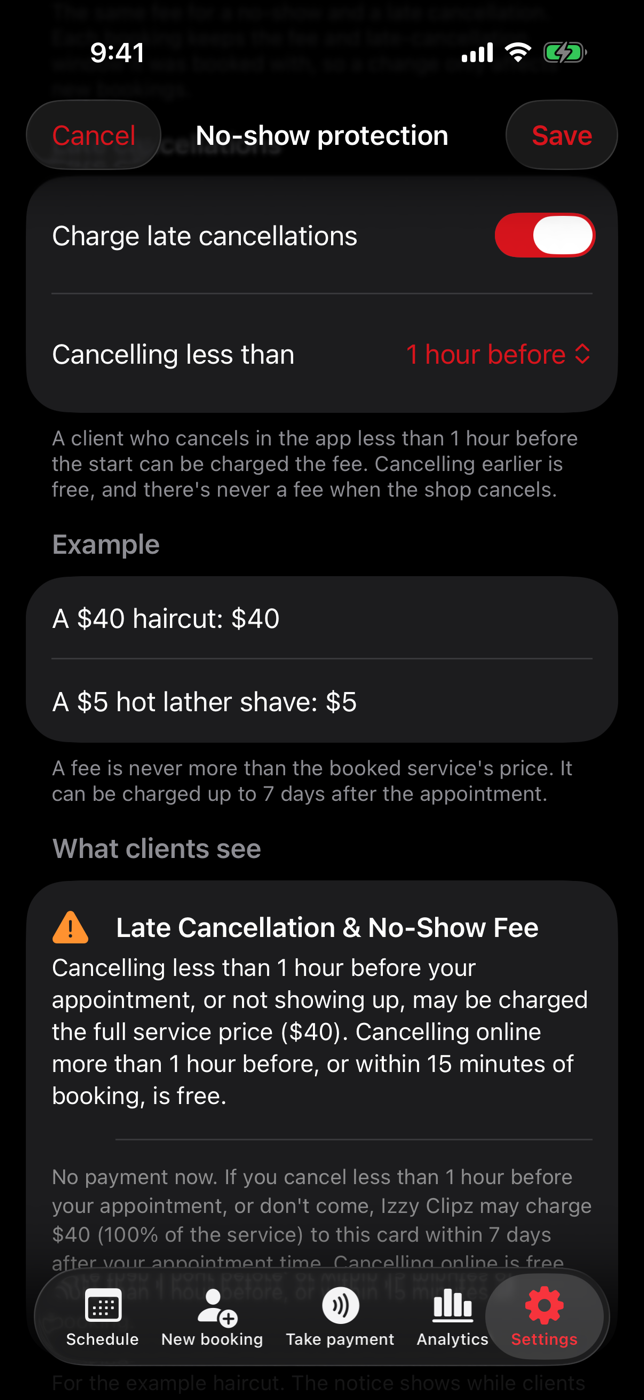 9:41
Cancel
No-show protection
Save
Charge late cancellations
Cancelling less than
1 hour before
A client who cancels in the app less than 1 hour before
the start can be charged the fee. Cancelling earlier is
free, and there's never a fee when the shop cancels.
Example
A $40 haircut: $40
A $5 hot lather shave: $5
A fee is never more than the booked service's price. It
can be charged up to 7 days after the appointment.
What clients see
Late Cancellation & No-Show Fee
Cancelling less than 1 hour before your
appointment, or not showing up, may be charged
the full service price ($40). Cancelling online
more than 1 hour before, or within 15 minutes of
booking, is free.
No payment now. If you cancel less than 1 hour before
your appointment, or don't come, Izzy Clipz may charge
$40 (100% of the service) to this card within 7 days
after your appointment time. Cancelling online is free
Schedule
New booking
Take payment
Analytics
Settings
For the example haircut. The notice shows while clients